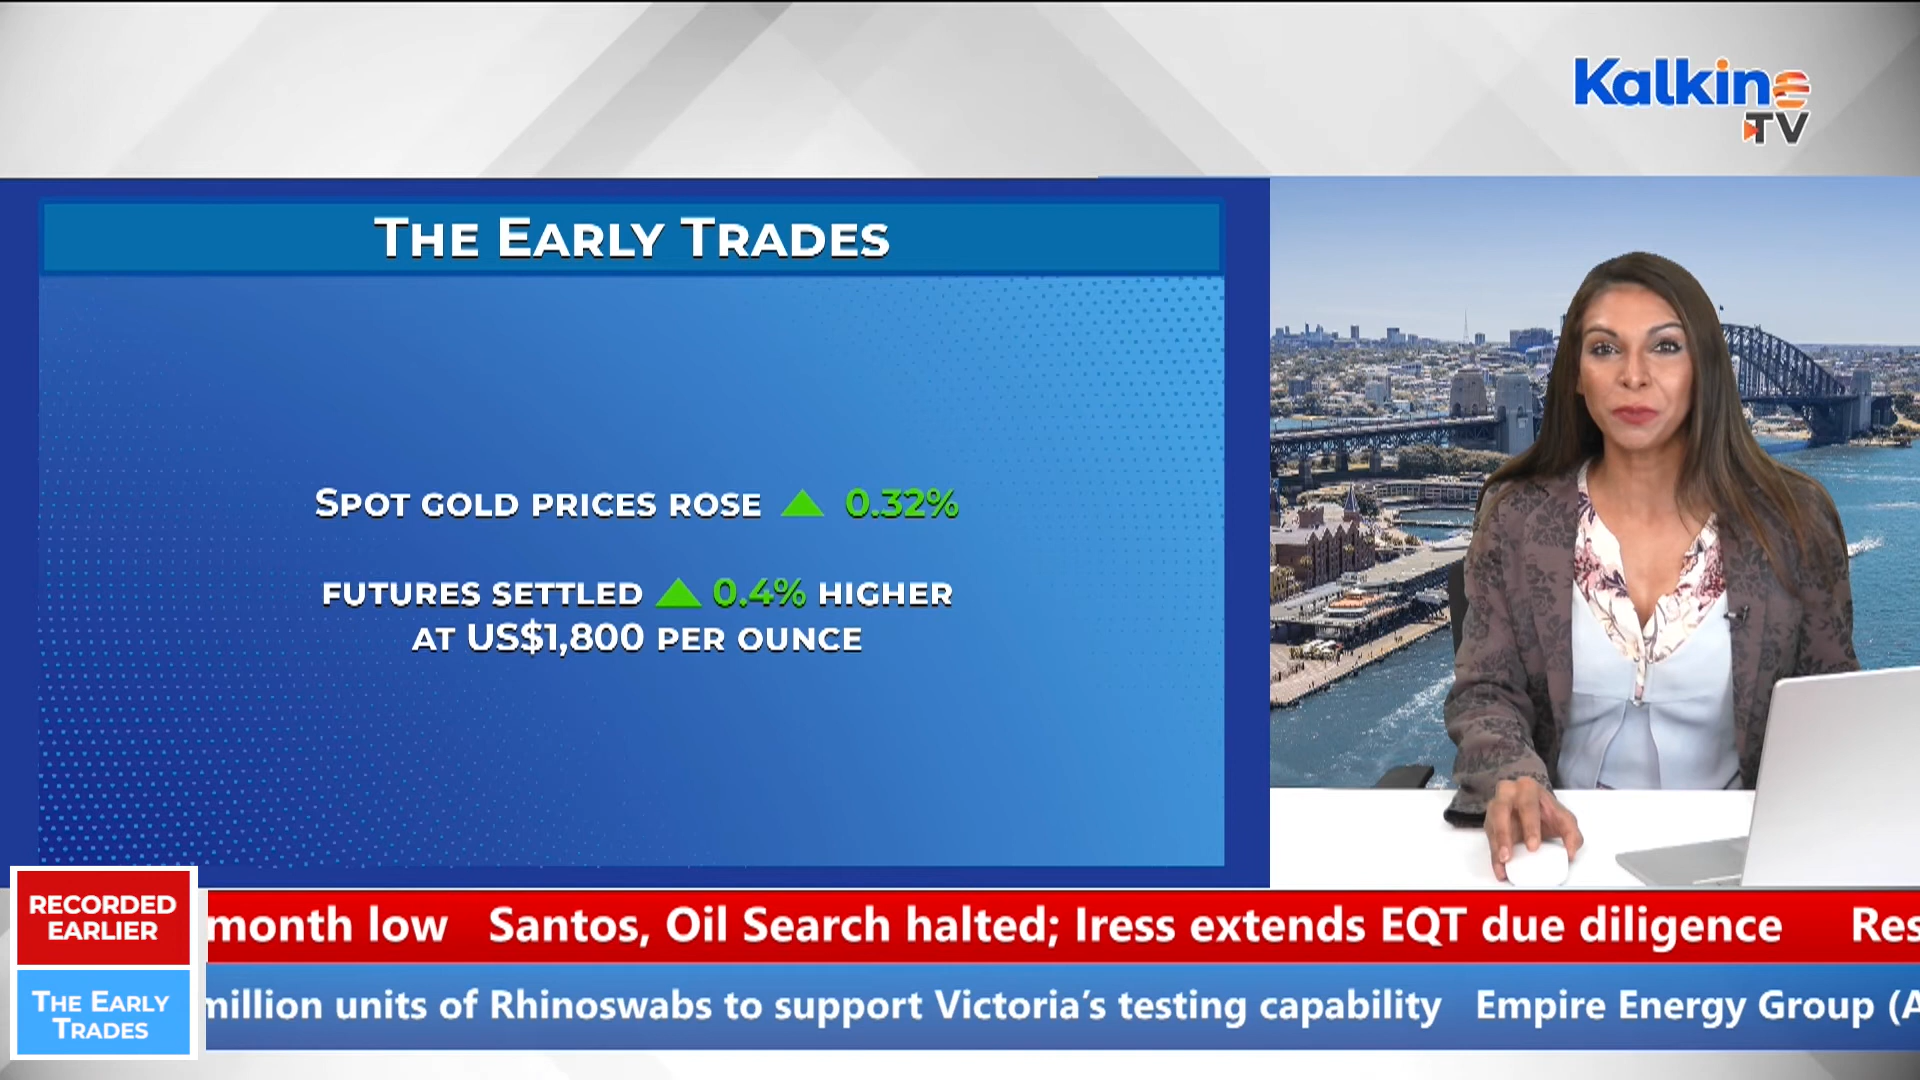 Kalkine
TV
THE EARLY TRADES
SPOT GOLD PRICES ROSE ▲ 0.32%
FUTURES SETTLED ▲ 0.4% HIGHER
AT US$1,800 PER OUNCE
RECORDED
EARLIER
month low Santos, Oil Search halted; Iress extends EQT due diligence Res
THE EARLY
TRADES
million units of Rhinoswabs to support Victoria's testing capability Empire Energy Group (A